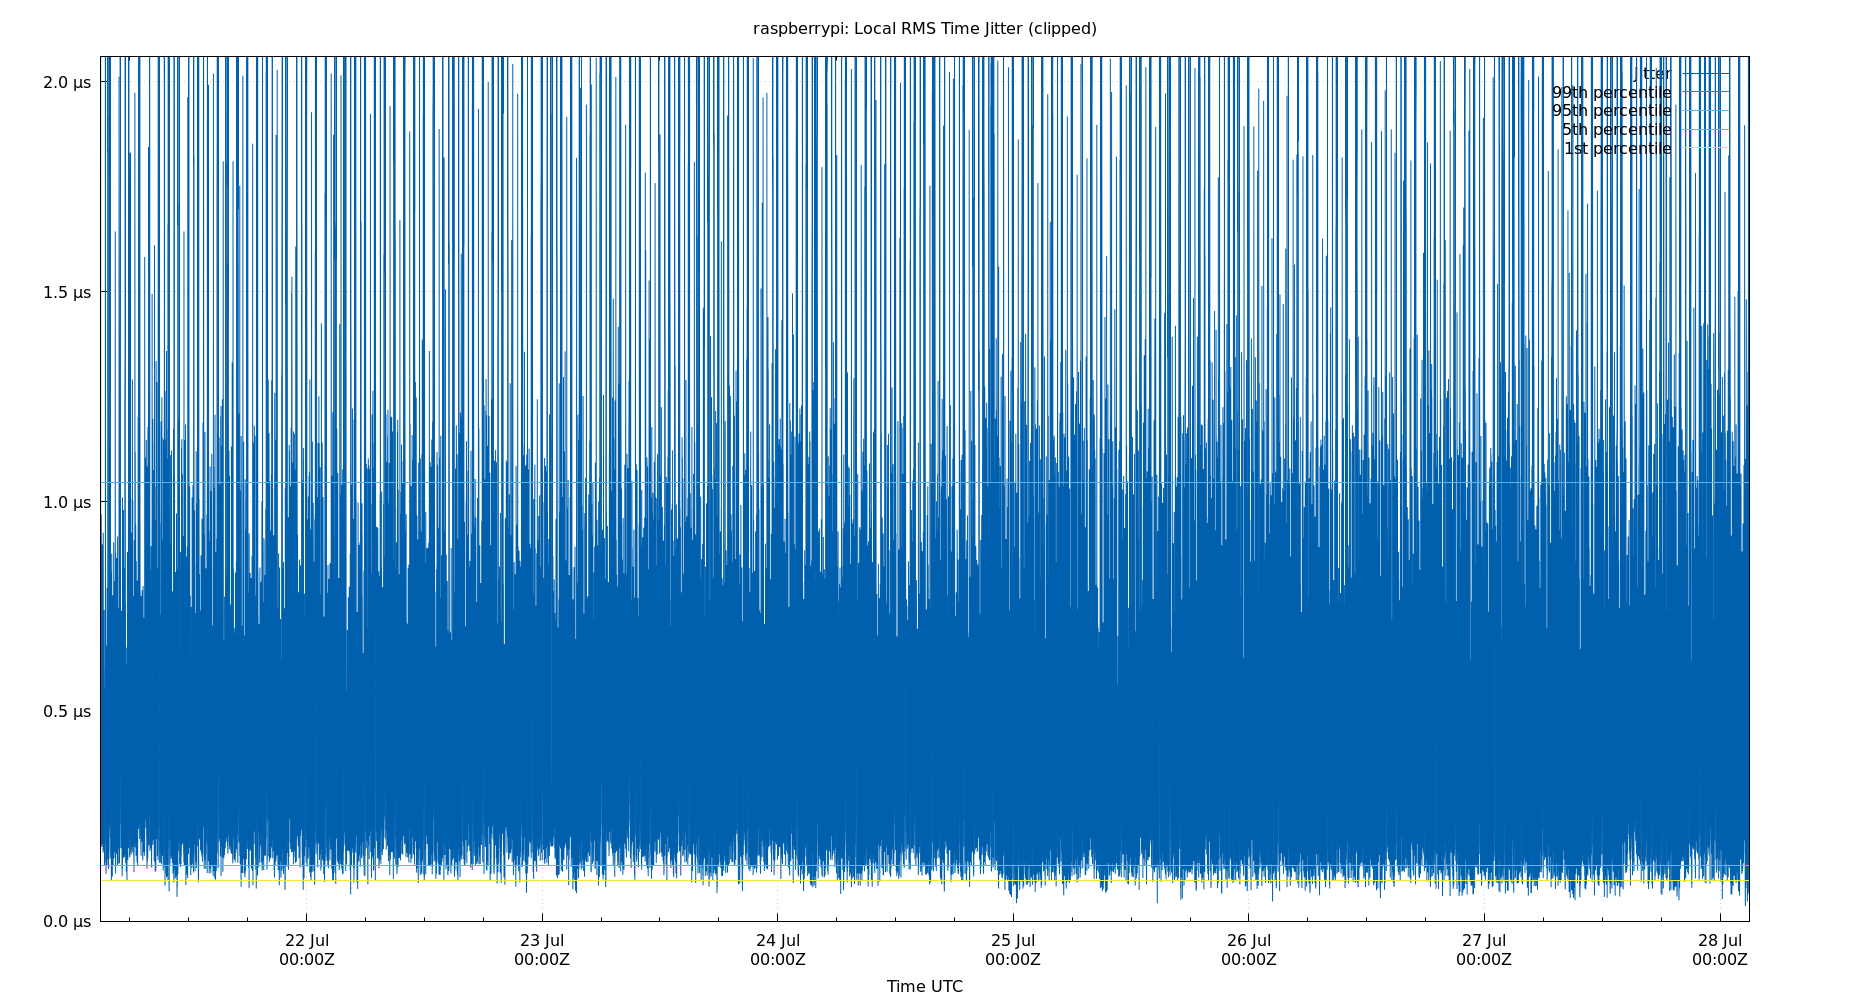 raspberrypi: Local RMS Time Jitter (clipped)
2.0 µs
1.5 µs
1.0 µs
0.5 µs
0.0 µs
jitter
99th percentile
95th percentile
5th percentile
1st percentile
22 Jul
00:00Z
23 Jul
00:00Z
24 Jul
00:00Z
25 Jul
00:00Z
26 Jul
00:00Z
27 Jul
00:00Z
28 Jul
00:00Z
Time UTC